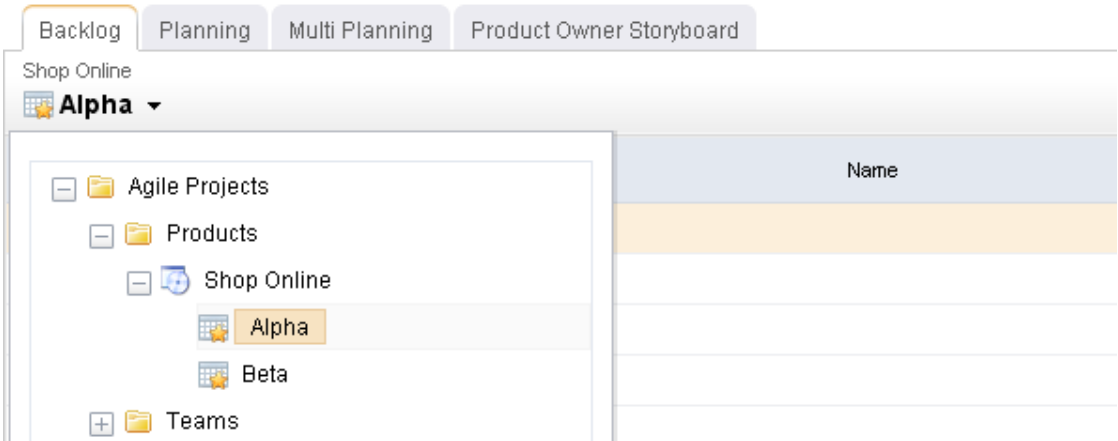 Backlog Planning Multi Planning Product Owner Storyboard
Shop Online
Alpha
Name
Agile Projects
Products
Shop Online
Alpha
Beta
Teams